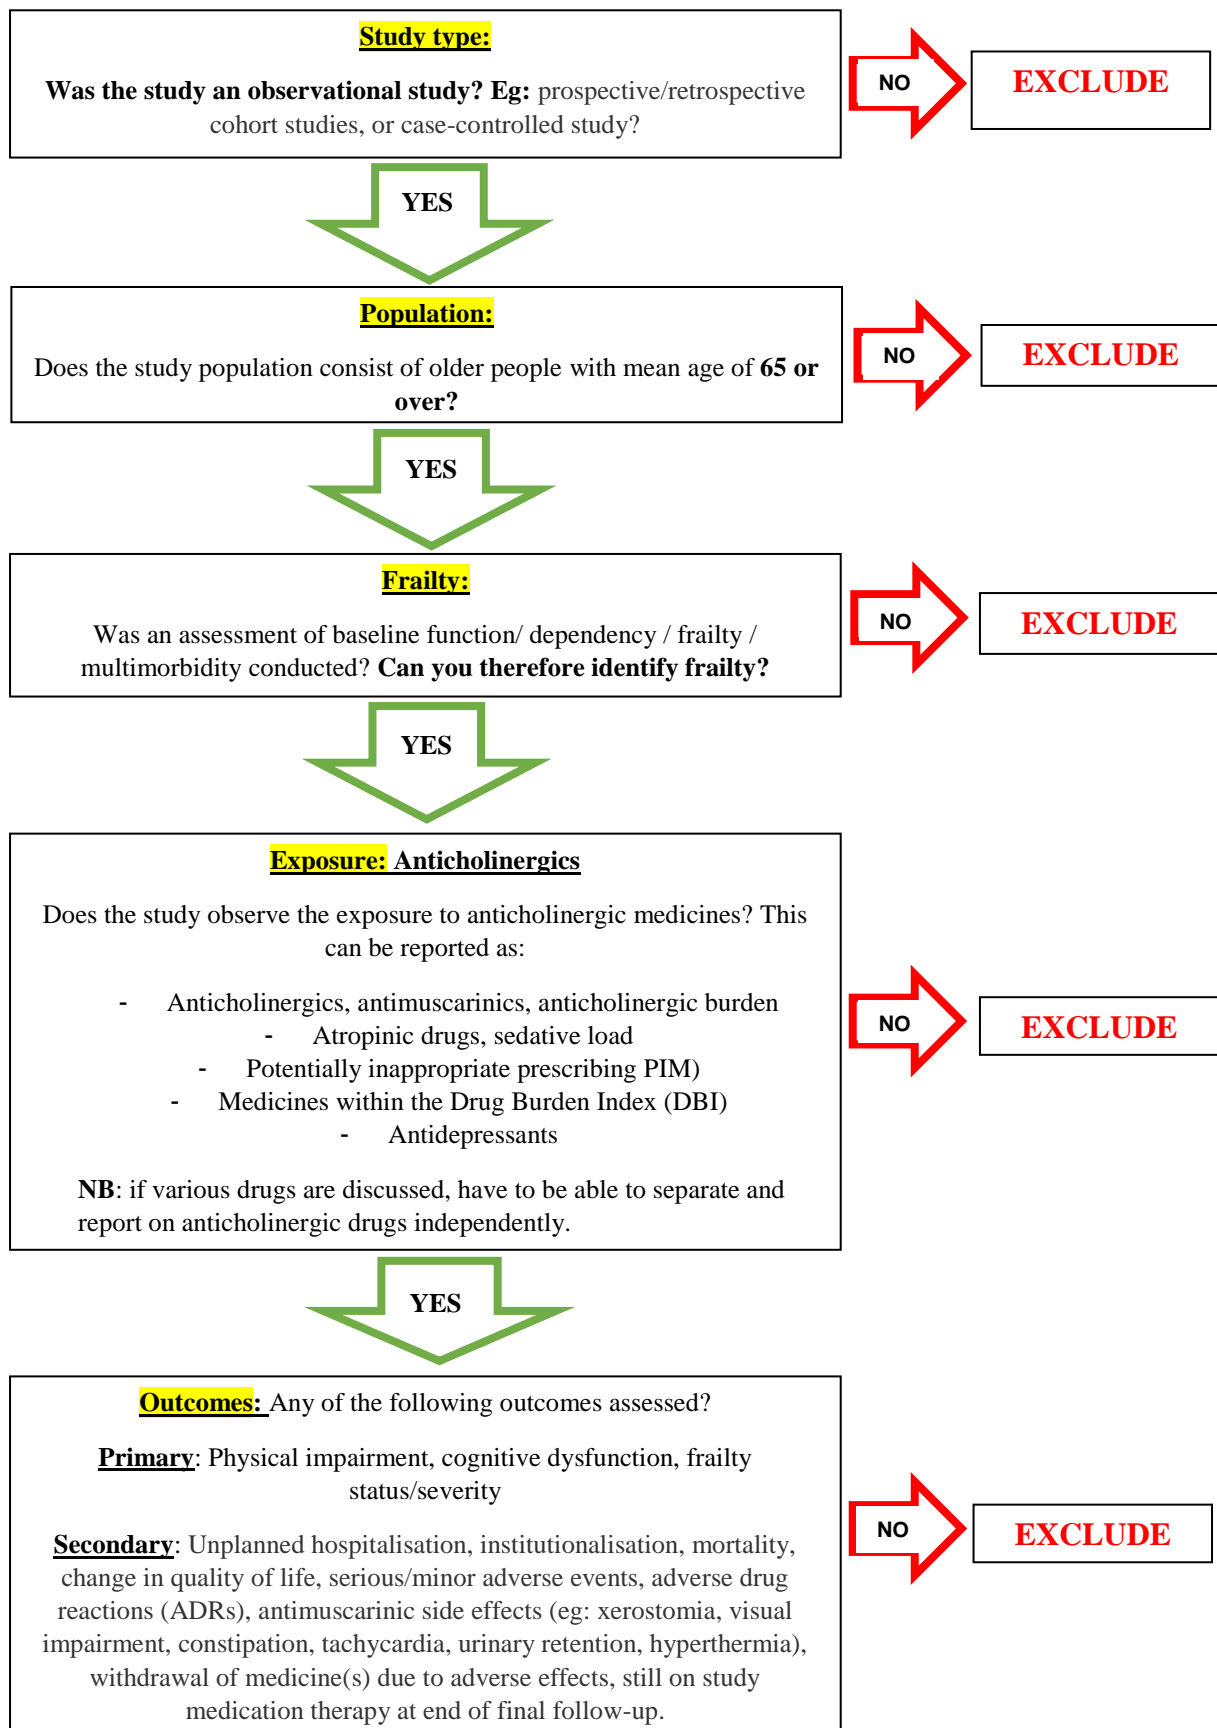 Study type:
Was the study an observational study? Eg: prospective/retrospective
cohort studies, or case-controlled study?
NO
EXCLUDE
YES
Population:
Does the study population consist of older people with mean age of 65 or
over?
NO
EXCLUDE
YES
Frailty:
Was an assessment of baseline function/ dependency / frailty /
multimorbidity conducted? Can you therefore identify frailty?
NO
EXCLUDE
YES
Exposure: Anticholinergics
Does the study observe the exposure to anticholinergic medicines? This
can be reported as:
- Anticholinergics, antimuscarinics, anticholinergic burden
- Atropinic drugs, sedative load
- Potentially inappropriate prescribing PIM)
- Medicines within the Drug Burden Index (DBI)
- Antidepressants
NB: if various drugs are discussed, have to be able to separate and
report on anticholinergic drugs independently.
NO
EXCLUDE
YES
Outcomes: Any of the following outcomes assessed?
Primary: Physical impairment, cognitive dysfunction, frailty
status/severity
Secondary: Unplanned hospitalisation, institutionalisation, mortality,
change in quality of life, serious/minor adverse events, adverse drug
reactions (ADRs), antimuscarinic side effects (eg: xerostomia, visual
impairment, constipation, tachycardia, urinary retention, hyperthermia),
withdrawal of medicine(s) due to adverse effects, still on study
medication therapy at end of final follow-up.
NO
EXCLUDE